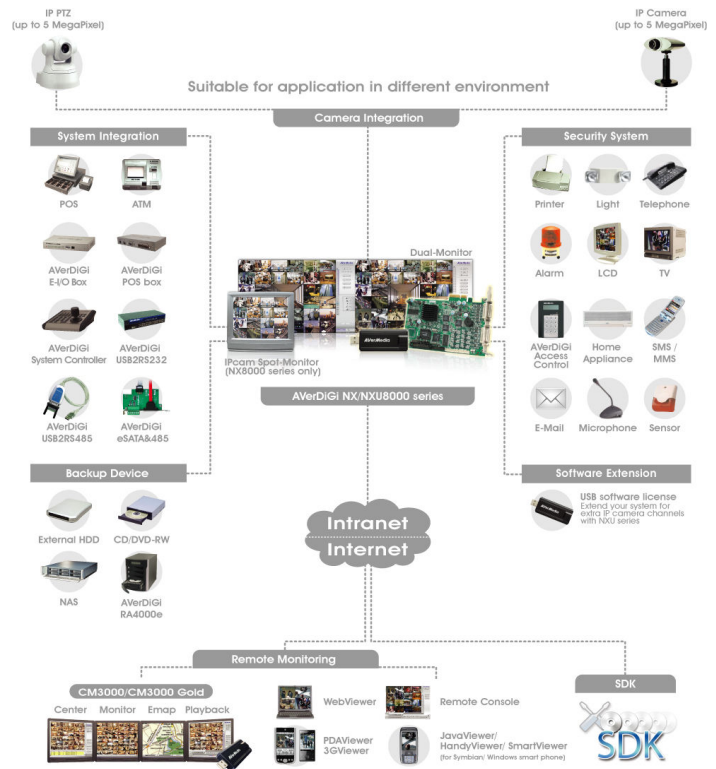 IP PTZ
(up to 5 MegaPixel)
IP Camera
(up to 5 MegaPixel)
Suitable for application in different environment
Camera Integration
System Integration
POS
ATM
AVerDiGi
E-I/O Box
AVerDiGi
POS box
AVerDiGi
System Controller
AVerDiGi
USB2RS232
AVerDiGi
USB2RS485
AVerDiGi
eSATA&485
Dual-Monitor
IPcam Spot-Monitor
(NX8000 series only)
AVerMedia
AVerDiGi NX/NXU8000 series
Security System
Printer
Light
Telephone
Alarm
LCD
TV
AVerDiGi
Access
Control
Home
Appliance
SMS /
MMS
E-Mail
Microphone
Sensor
Backup Device
External HDD
CD/DVD-RW
NAS
AVerDiGi
RA4000e
Software Extension
USB software license
Extend your system for
extra IP camera channels
with NXU series
Intranet
Internet
Remote Monitoring
CM3000/CM3000 Gold
Center
Monitor
Emap
Playback
WebViewer
Remote Console
PDAViewer
3GViewer
JavaViewer/
HandyViewer/ SmartViewer
(for Symbian/ Windows smart phone)
SDK
SDK